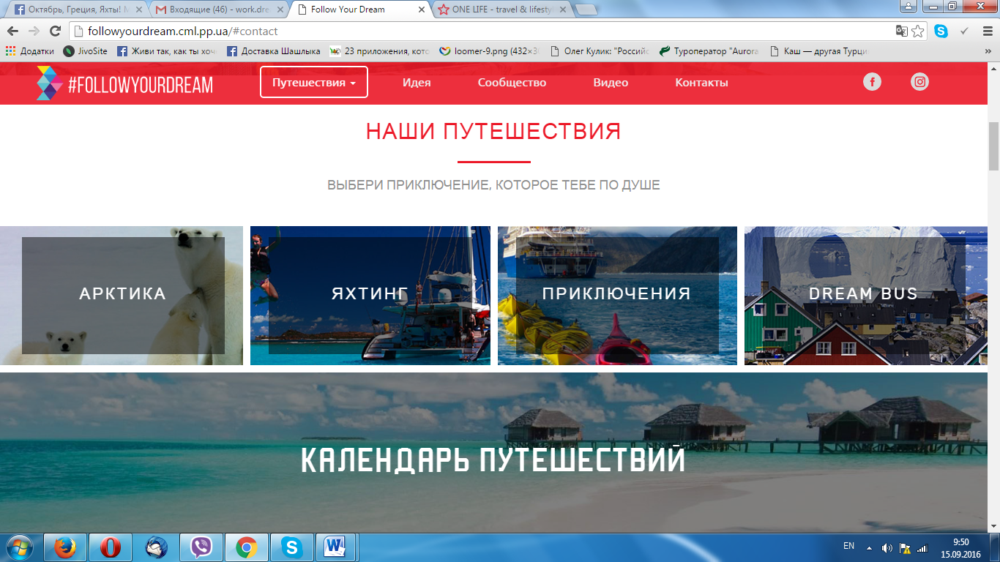 Октябрь, Греция, Яхты! М
Входящие (46) - work.dre
Follow Your Dream
ONE LIFE - travel & lifesty
followyourdream.cml.pp.ua/#contact
Додатки
JivoSite
Живи так, как ты хоч
Доставка Шашлыка
23 приложения, кото
loomer-9.png (432×3
Олег Кулик: "Россий
Туроператор "Aurora
Каш — другая Турци
»
#FOLLOWYOURDREAM
Путешествия
Идея
Сообщество
Видео
Контакты
НАШИ ПУТЕШЕСТВИЯ
ВЫБЕРИ ПРИКЛЮЧЕНИЕ, КОТОРОЕ ТЕБЕ ПО ДУШЕ
АРКТИКА
ЯХТИНГ
ПРИКЛЮЧЕНИЯ
DREAM BUS
КАЛЕНДАРЬ ПУТЕШЕСТВИЙ
EN
9:50
15.09.2016